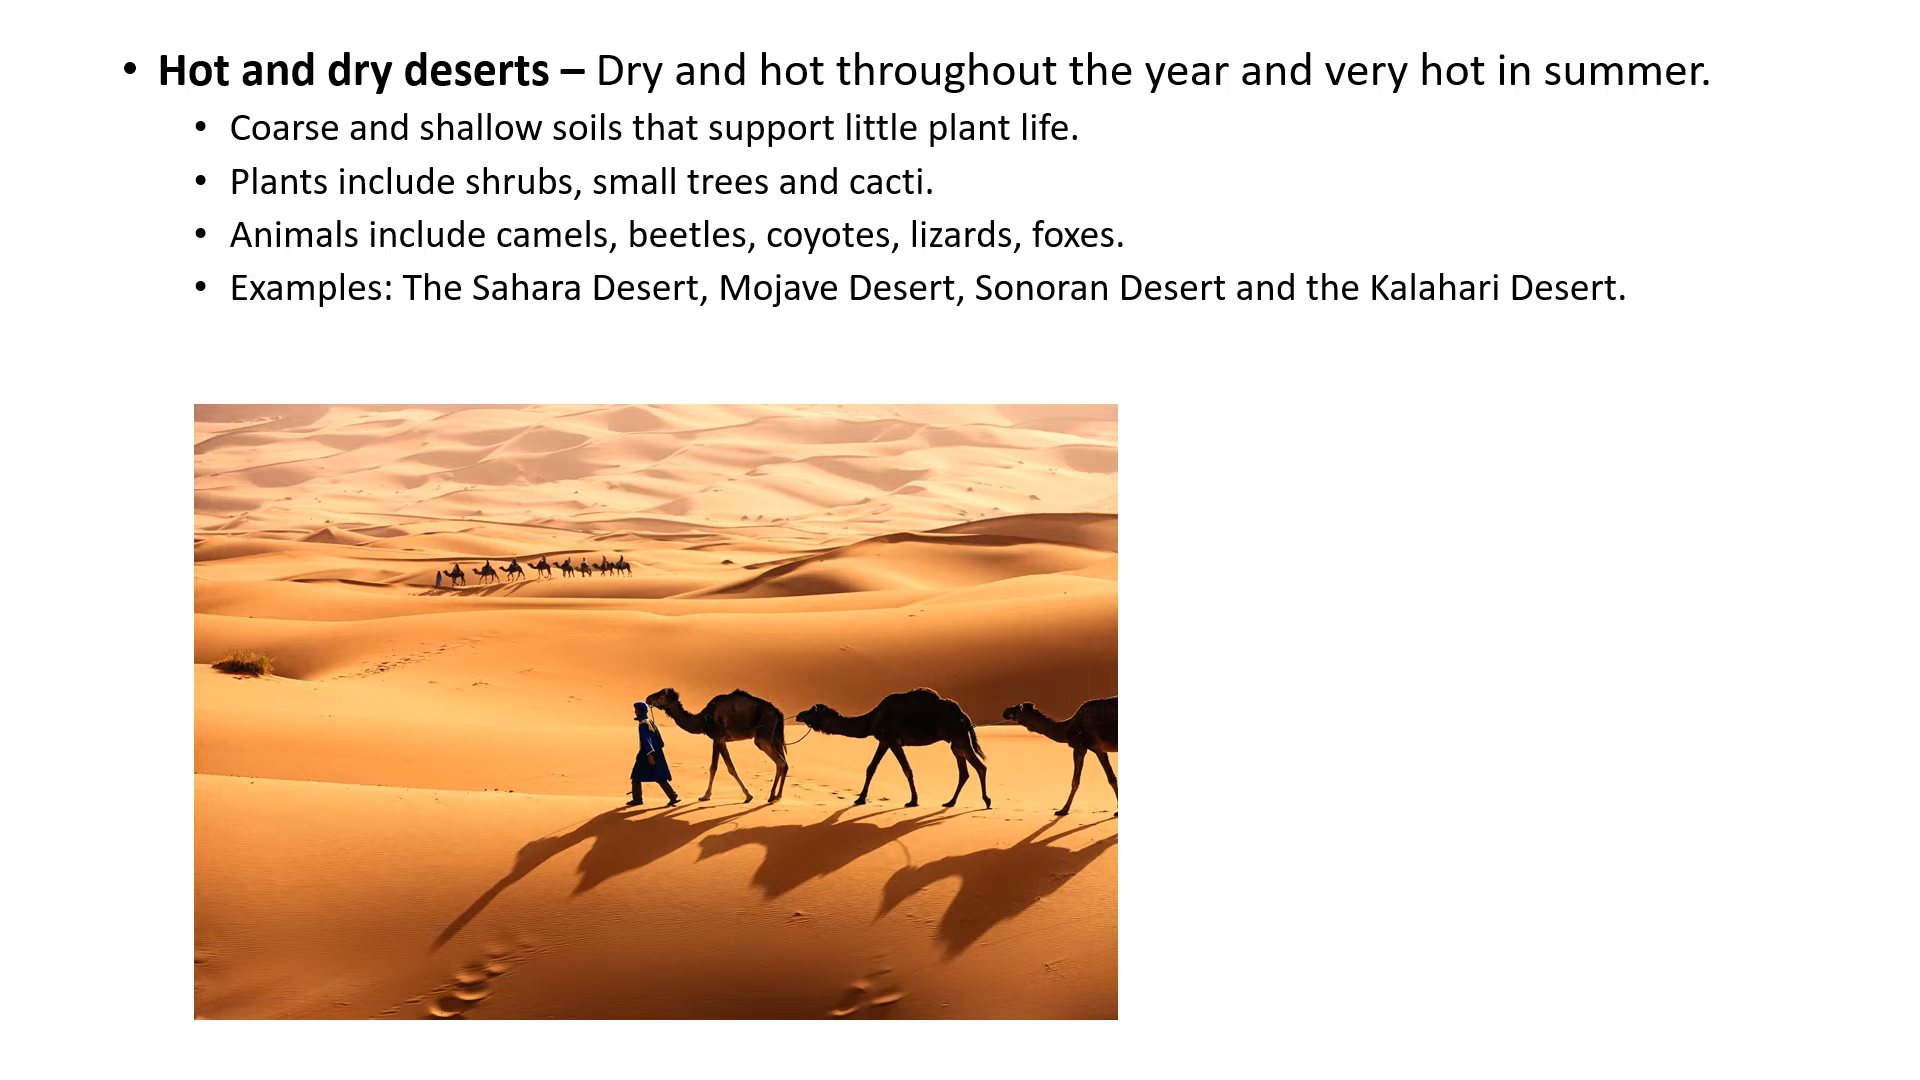 • Hot and dry deserts – Dry and hot throughout the year and very hot in summer.
• Coarse and shallow soils that support little plant life.
• Plants include shrubs, small trees and cacti.
• Animals include camels, beetles, coyotes, lizards, foxes.
• Examples: The Sahara Desert, Mojave Desert, Sonoran Desert and the Kalahari Desert.